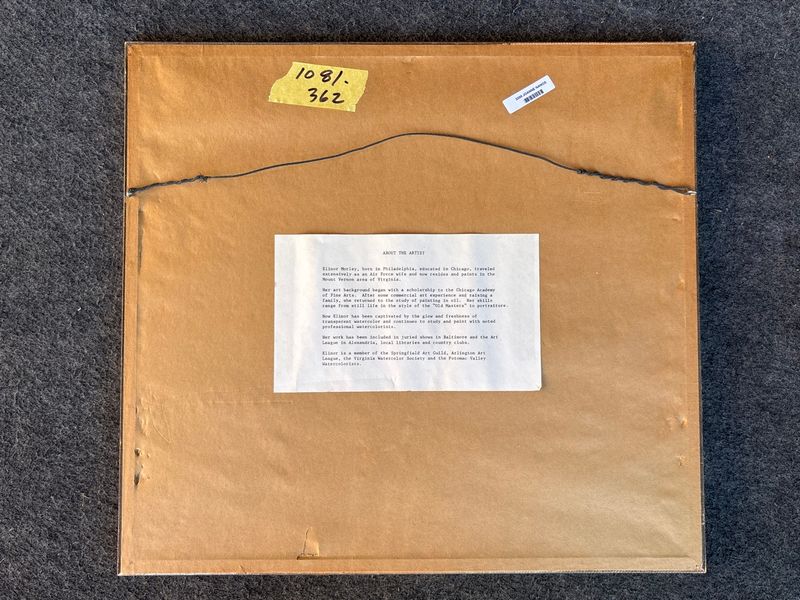 1081-
362
ABOUT THE ARTIST
Elinor Morley, born in Philadelphia, educated in Chicago, traveled
extensively as an Air Force wife and now resides and paints in the
Mount Vernon area of Virginia.
Her art background began with a scholarship to the Chicago Academy
of Fine Arts. After some commercial art experience and raising a
family, she returned to the study of painting in oil. Her skills
range from still life in the style of the "Old Masters" to portraiture.
Now Elinor has been captivated by the glow and freshness of
transparent watercolor and continues to study and paint with noted
professional watercolorists.
Her work has been included in juried shows in Baltimore and the Art
League in Alexandria, local libraries and country clubs.
Elinor is a member of the Springfield Art Guild, Arlington Art
League, the Virginia Watercolor Society and the Potomac Valley
Watercolorists.